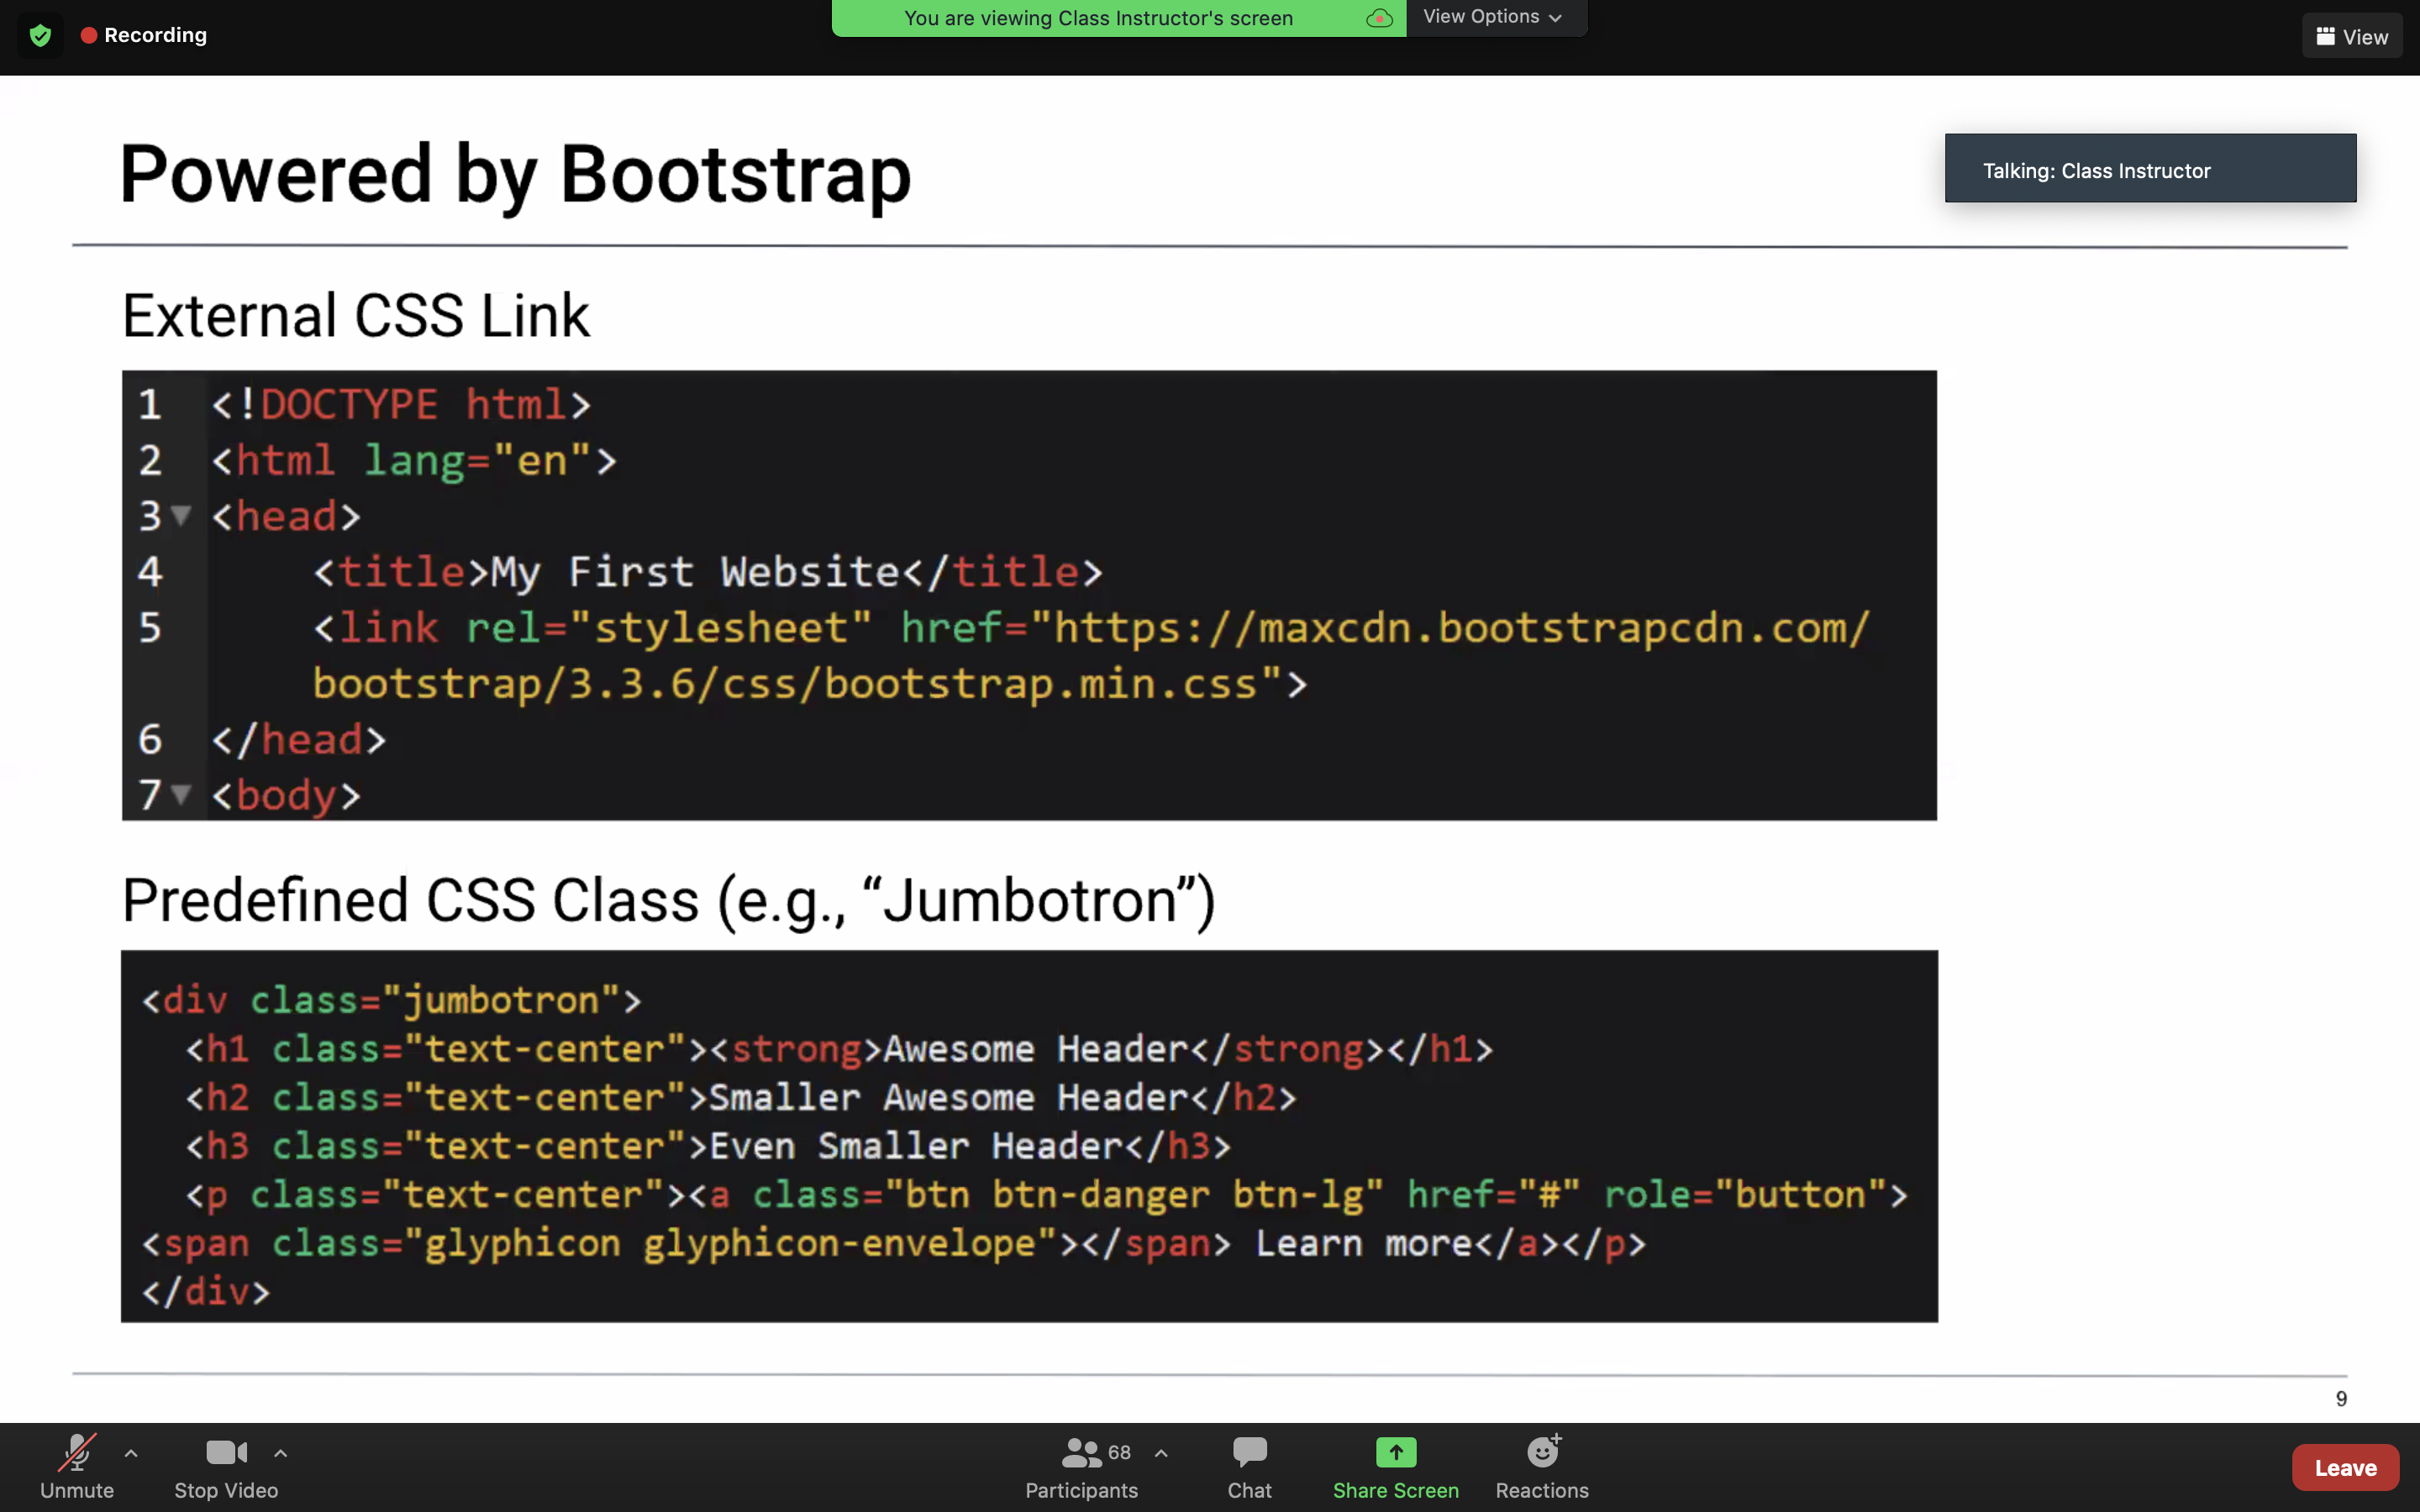 Recording
You are viewing Class Instructor's screen
View Options
View
Powered by Bootstrap
Talking: Class Instructor
External CSS Link
1 <!DOCTYPE html>
2 <html lang="en">
3 <head>
4 <title>My First Website</title>
5 <link rel="stylesheet" href="https://maxcdn.bootstrapcdn.com/
bootstrap/3.3.6/css/bootstrap.min.css">
6 </head>
7 <body>
Predefined CSS Class (e.g., “Jumbotron”)
<div class="jumbotron">
<h1 class="text-center"><strong>Awesome Header</strong></h1>
<h2 class="text-center">Smaller Awesome Header</h2>
<h3 class="text-center">Even Smaller Header</h3>
<p class="text-center"><a class="btn btn-danger btn-lg" href="#" role="button">
<span class="glyphicon glyphicon-envelope"></span> Learn more</a></p>
</div>
9
Unmute
Stop Video
68
Participants
Chat
Share Screen
Reactions
Leave